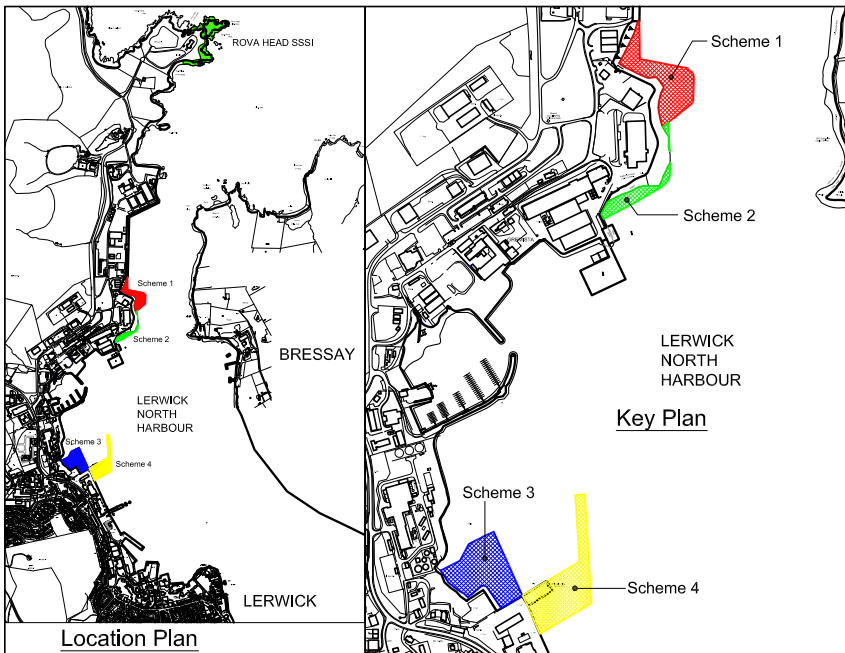 ROVA HEAD SSSI
Scheme 1
Scheme 2
BRESSAY
LERWICK
NORTH
HARBOUR
Scheme 3
Scheme 4
LERWICK
Location Plan
Scheme 1
Scheme 2
LERWICK
NORTH
HARBOUR
Key Plan
Scheme 3
Scheme 4